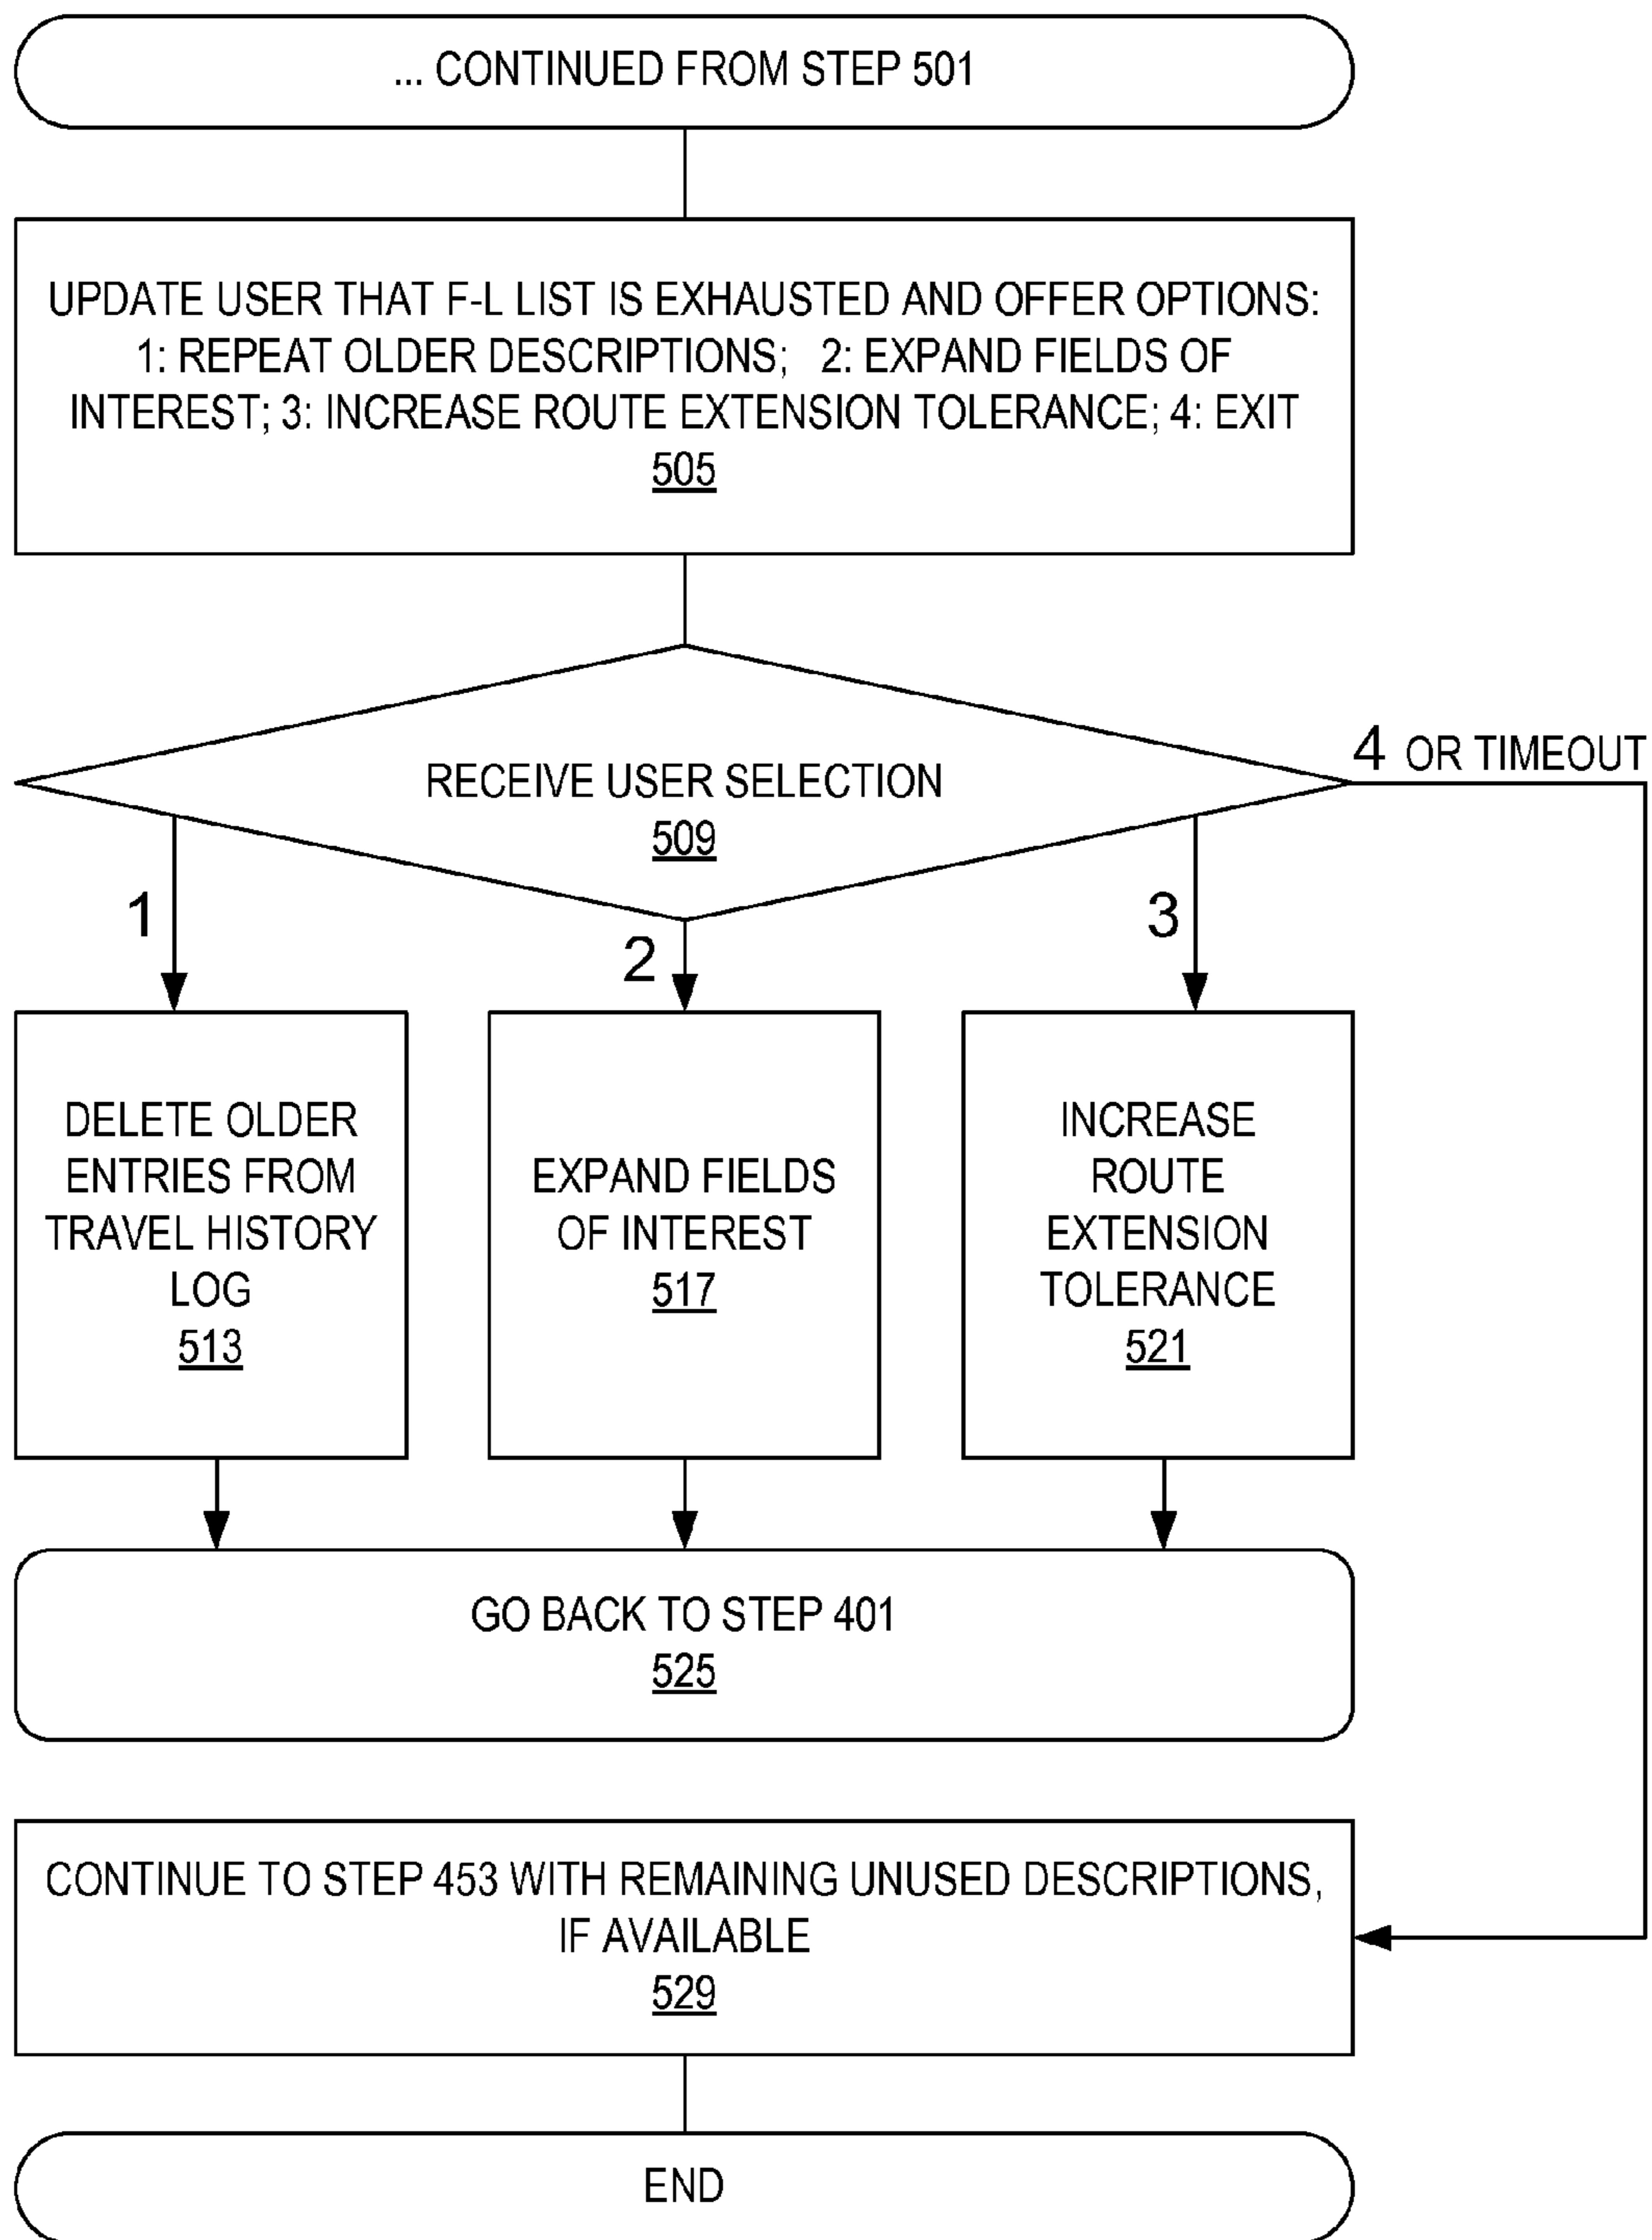 ... CONTINUED FROM STEP 501
UPDATE USER THAT F-L LIST IS EXHAUSTED AND OFFER OPTIONS:
1: REPEAT OLDER DESCRIPTIONS; 2: EXPAND FIELDS OF
INTEREST; 3: INCREASE ROUTE EXTENSION TOLERANCE; 4: EXIT
505
4 OR TIMEOUT
RECEIVE USER SELECTION
509
1
2
3
DELETE OLDER
ENTRIES FROM
TRAVEL HISTORY
LOG
513
EXPAND FIELDS
OF INTEREST
517
INCREASE
ROUTE
EXTENSION
TOLERANCE
521
GO BACK TO STEP 401
525
CONTINUE TO STEP 453 WITH REMAINING UNUSED DESCRIPTIONS,
IF AVAILABLE
529
END